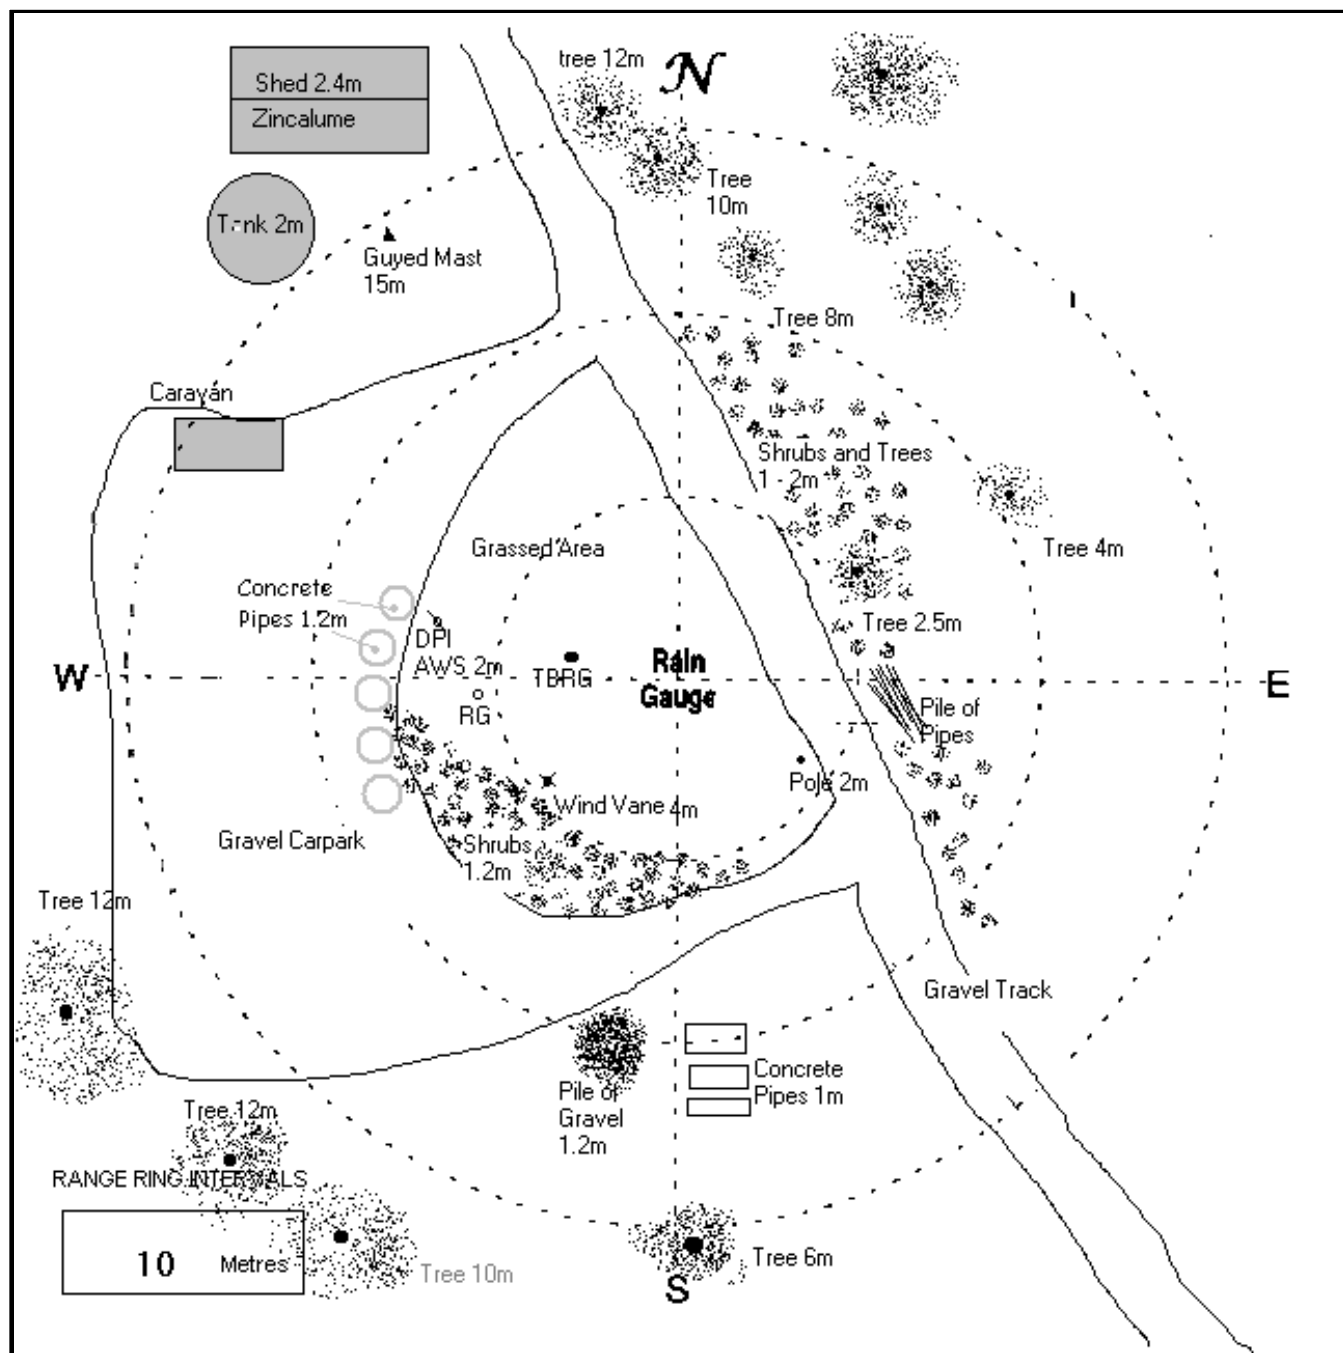 tree 12m
N
Shed 2.4m
Zincalume
Tree
10m
Tank 2m
Guyed Mast
15m
Tree 8m
Caravan
Shrubs and Trees
1 - 2m
Grassed Area
Tree 4m
Concrete
Pipes 1.2m
DPI
AWS 2m
Tree 2.5m
W
TBRG
Rain
Gauge
E
RG
Pile of
Pipes
Pole 2m
Wind Vane 4m
Gravel Carpark
Shrubs
1.2m
Tree 12m
Gravel Track
Concrete
Pipes 1m
Pile of
Gravel
1.2m
Tree 12m
RANGE RING INTERVALS
10 Metres
Tree 10m
Tree 6m
S